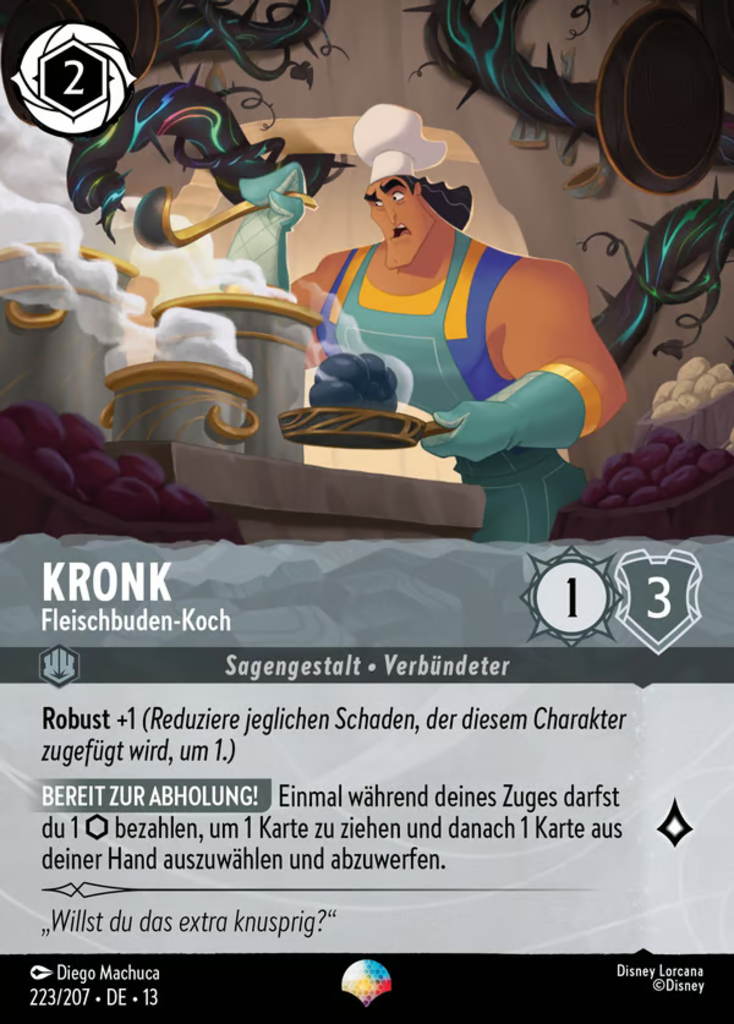 2
KRONK
Fleischbuden-Koch
1
3
Sagengestalt • Verbündeter
Robust +1 (Reduziere jeglichen Schaden, der diesem Charakter
zugefügt wird, um 1.)
BEREIT ZUR ABHOLUNG! Einmal während deines Zuges darfst
du 1 ⬡ bezahlen, um 1 Karte zu ziehen und danach 1 Karte aus
deiner Hand auszuwählen und abzuwerfen.
„Willst du das extra knusprig?“
Diego Machuca
223/207 • DE • 13
Disney Lorcana
©Disney